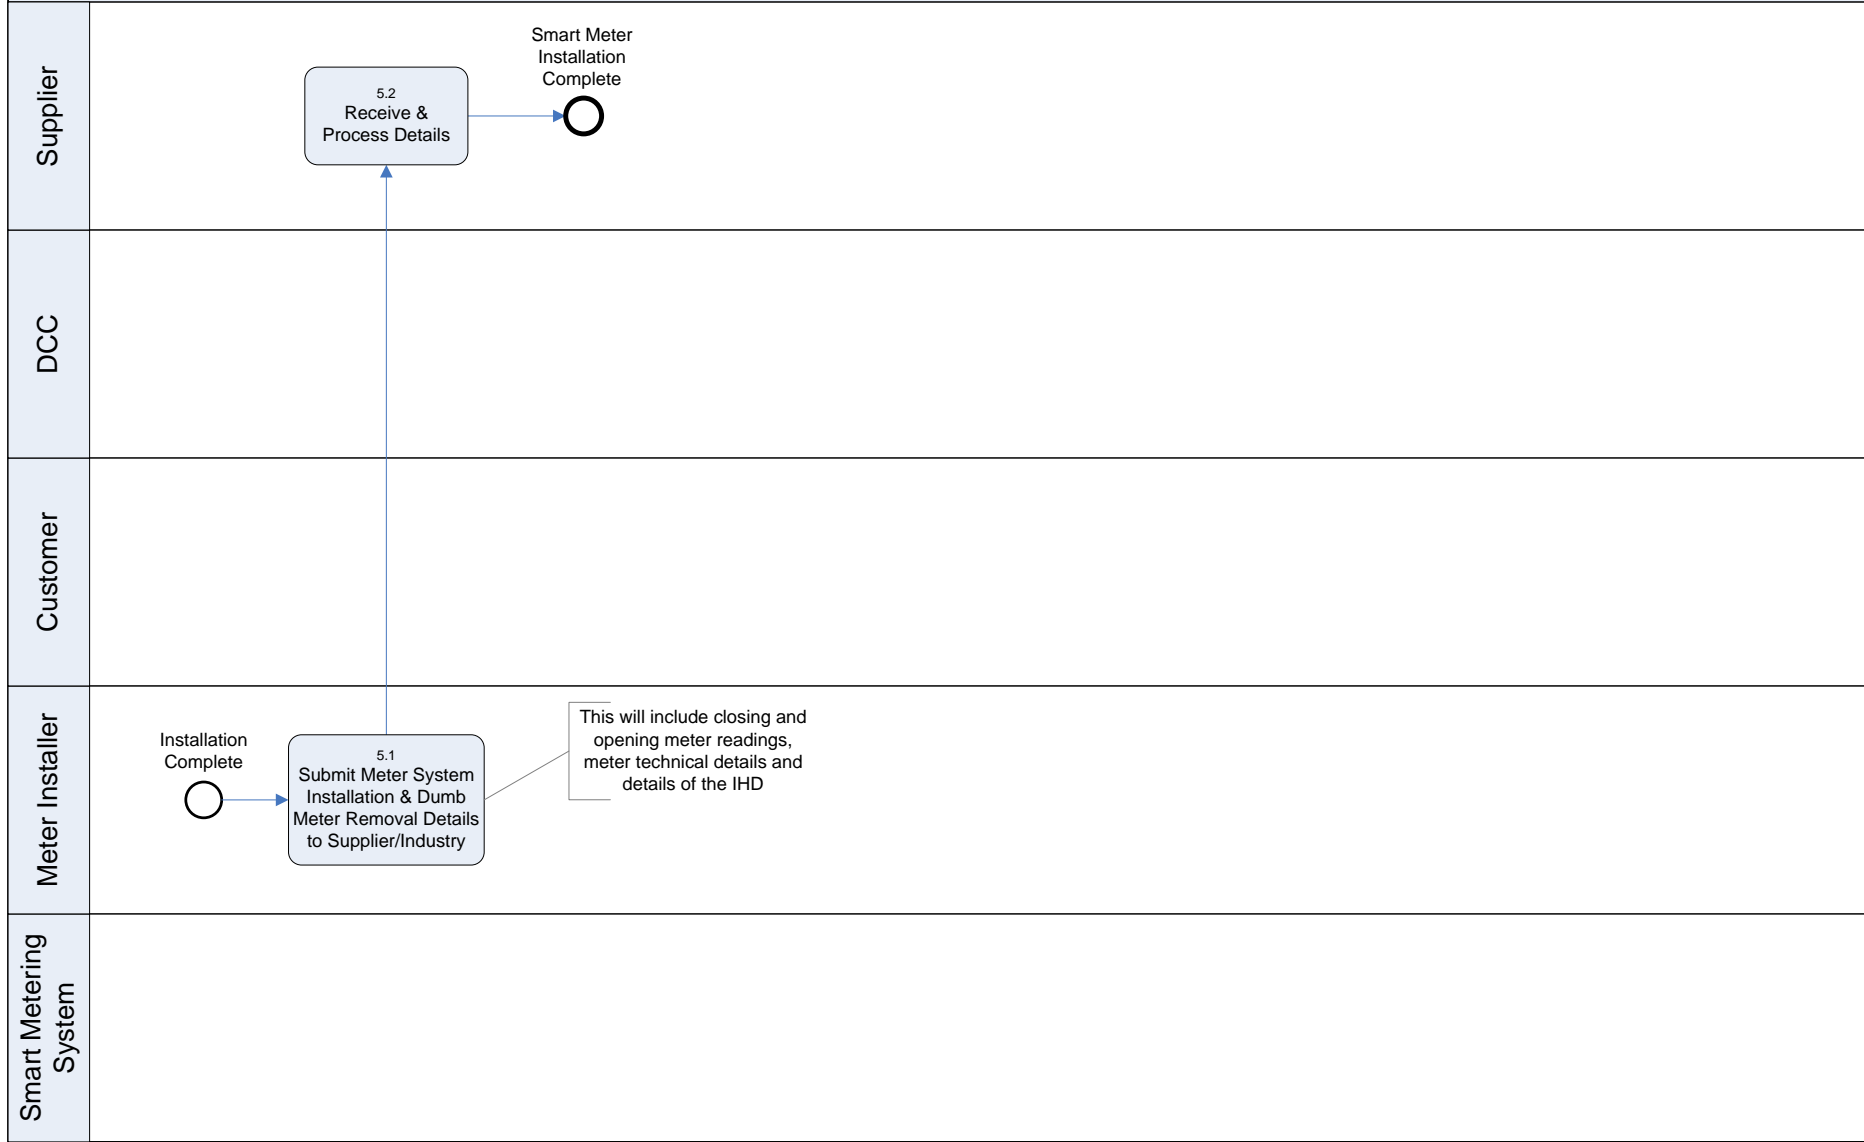 Supplier
Smart Meter
Installation
Complete
5.2
Receive &
Process Details
DCC
Customer
Meter Installer
Installation
Complete
5.1
Submit Meter System
Installation & Dumb
Meter Removal Details
to Supplier/Industry
This will include closing and
opening meter readings,
meter technical details and
details of the IHD
Smart Metering
System